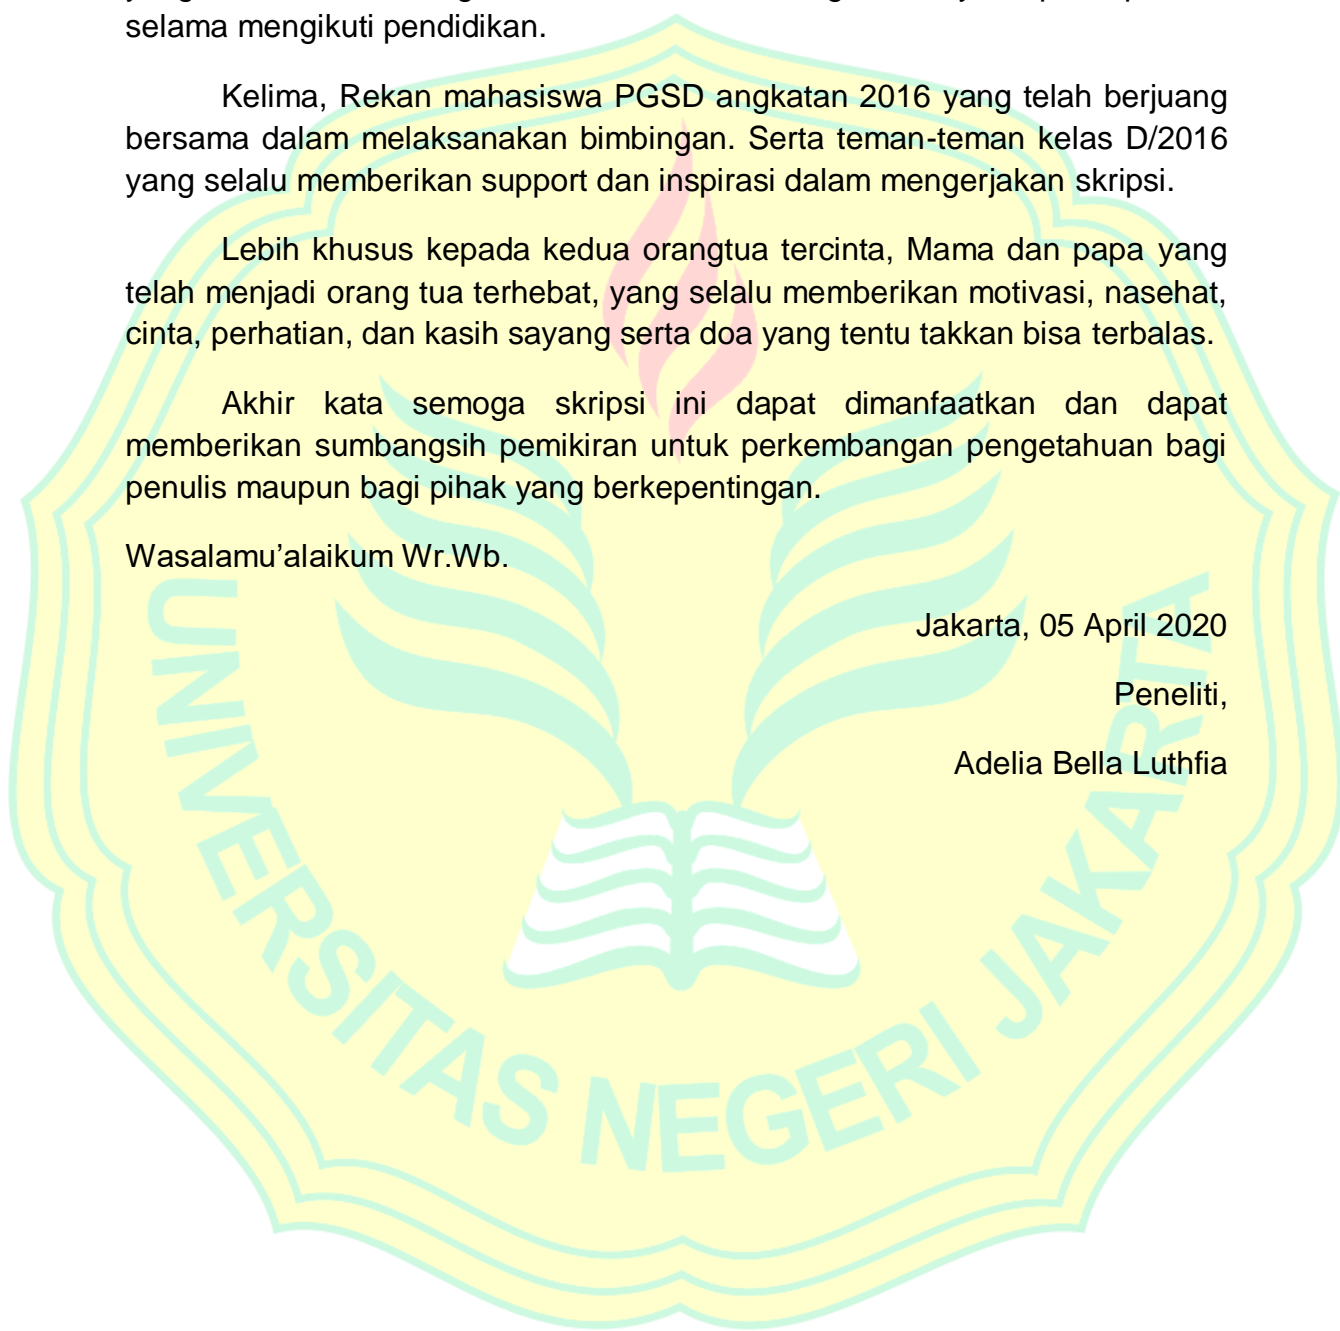 selama mengikuti pendidikan.
Kelima, Rekan mahasiswa PGSD angkatan 2016 yang telah berjuang
bersama dalam melaksanakan bimbingan. Serta teman-teman kelas D/2016
yang selalu memberikan support dan inspirasi dalam mengerjakan skripsi.
Lebih khusus kepada kedua orangtua tercinta, Mama dan papa yang
telah menjadi orang tua terhebat, yang selalu memberikan motivasi, nasehat,
cinta, perhatian, dan kasih sayang serta doa yang tentu takkan bisa terbalas.
Akhir kata semoga skripsi ini dapat dimanfaatkan dan dapat
memberikan sumbangsih pemikiran untuk perkembangan pengetahuan bagi
penulis maupun bagi pihak yang berkepentingan.
Wasalamu’alaikum Wr.Wb.
Jakarta, 05 April 2020
Peneliti,
Adelia Bella Luthfia
UNIVERSITAS NEGERI JAKARTA